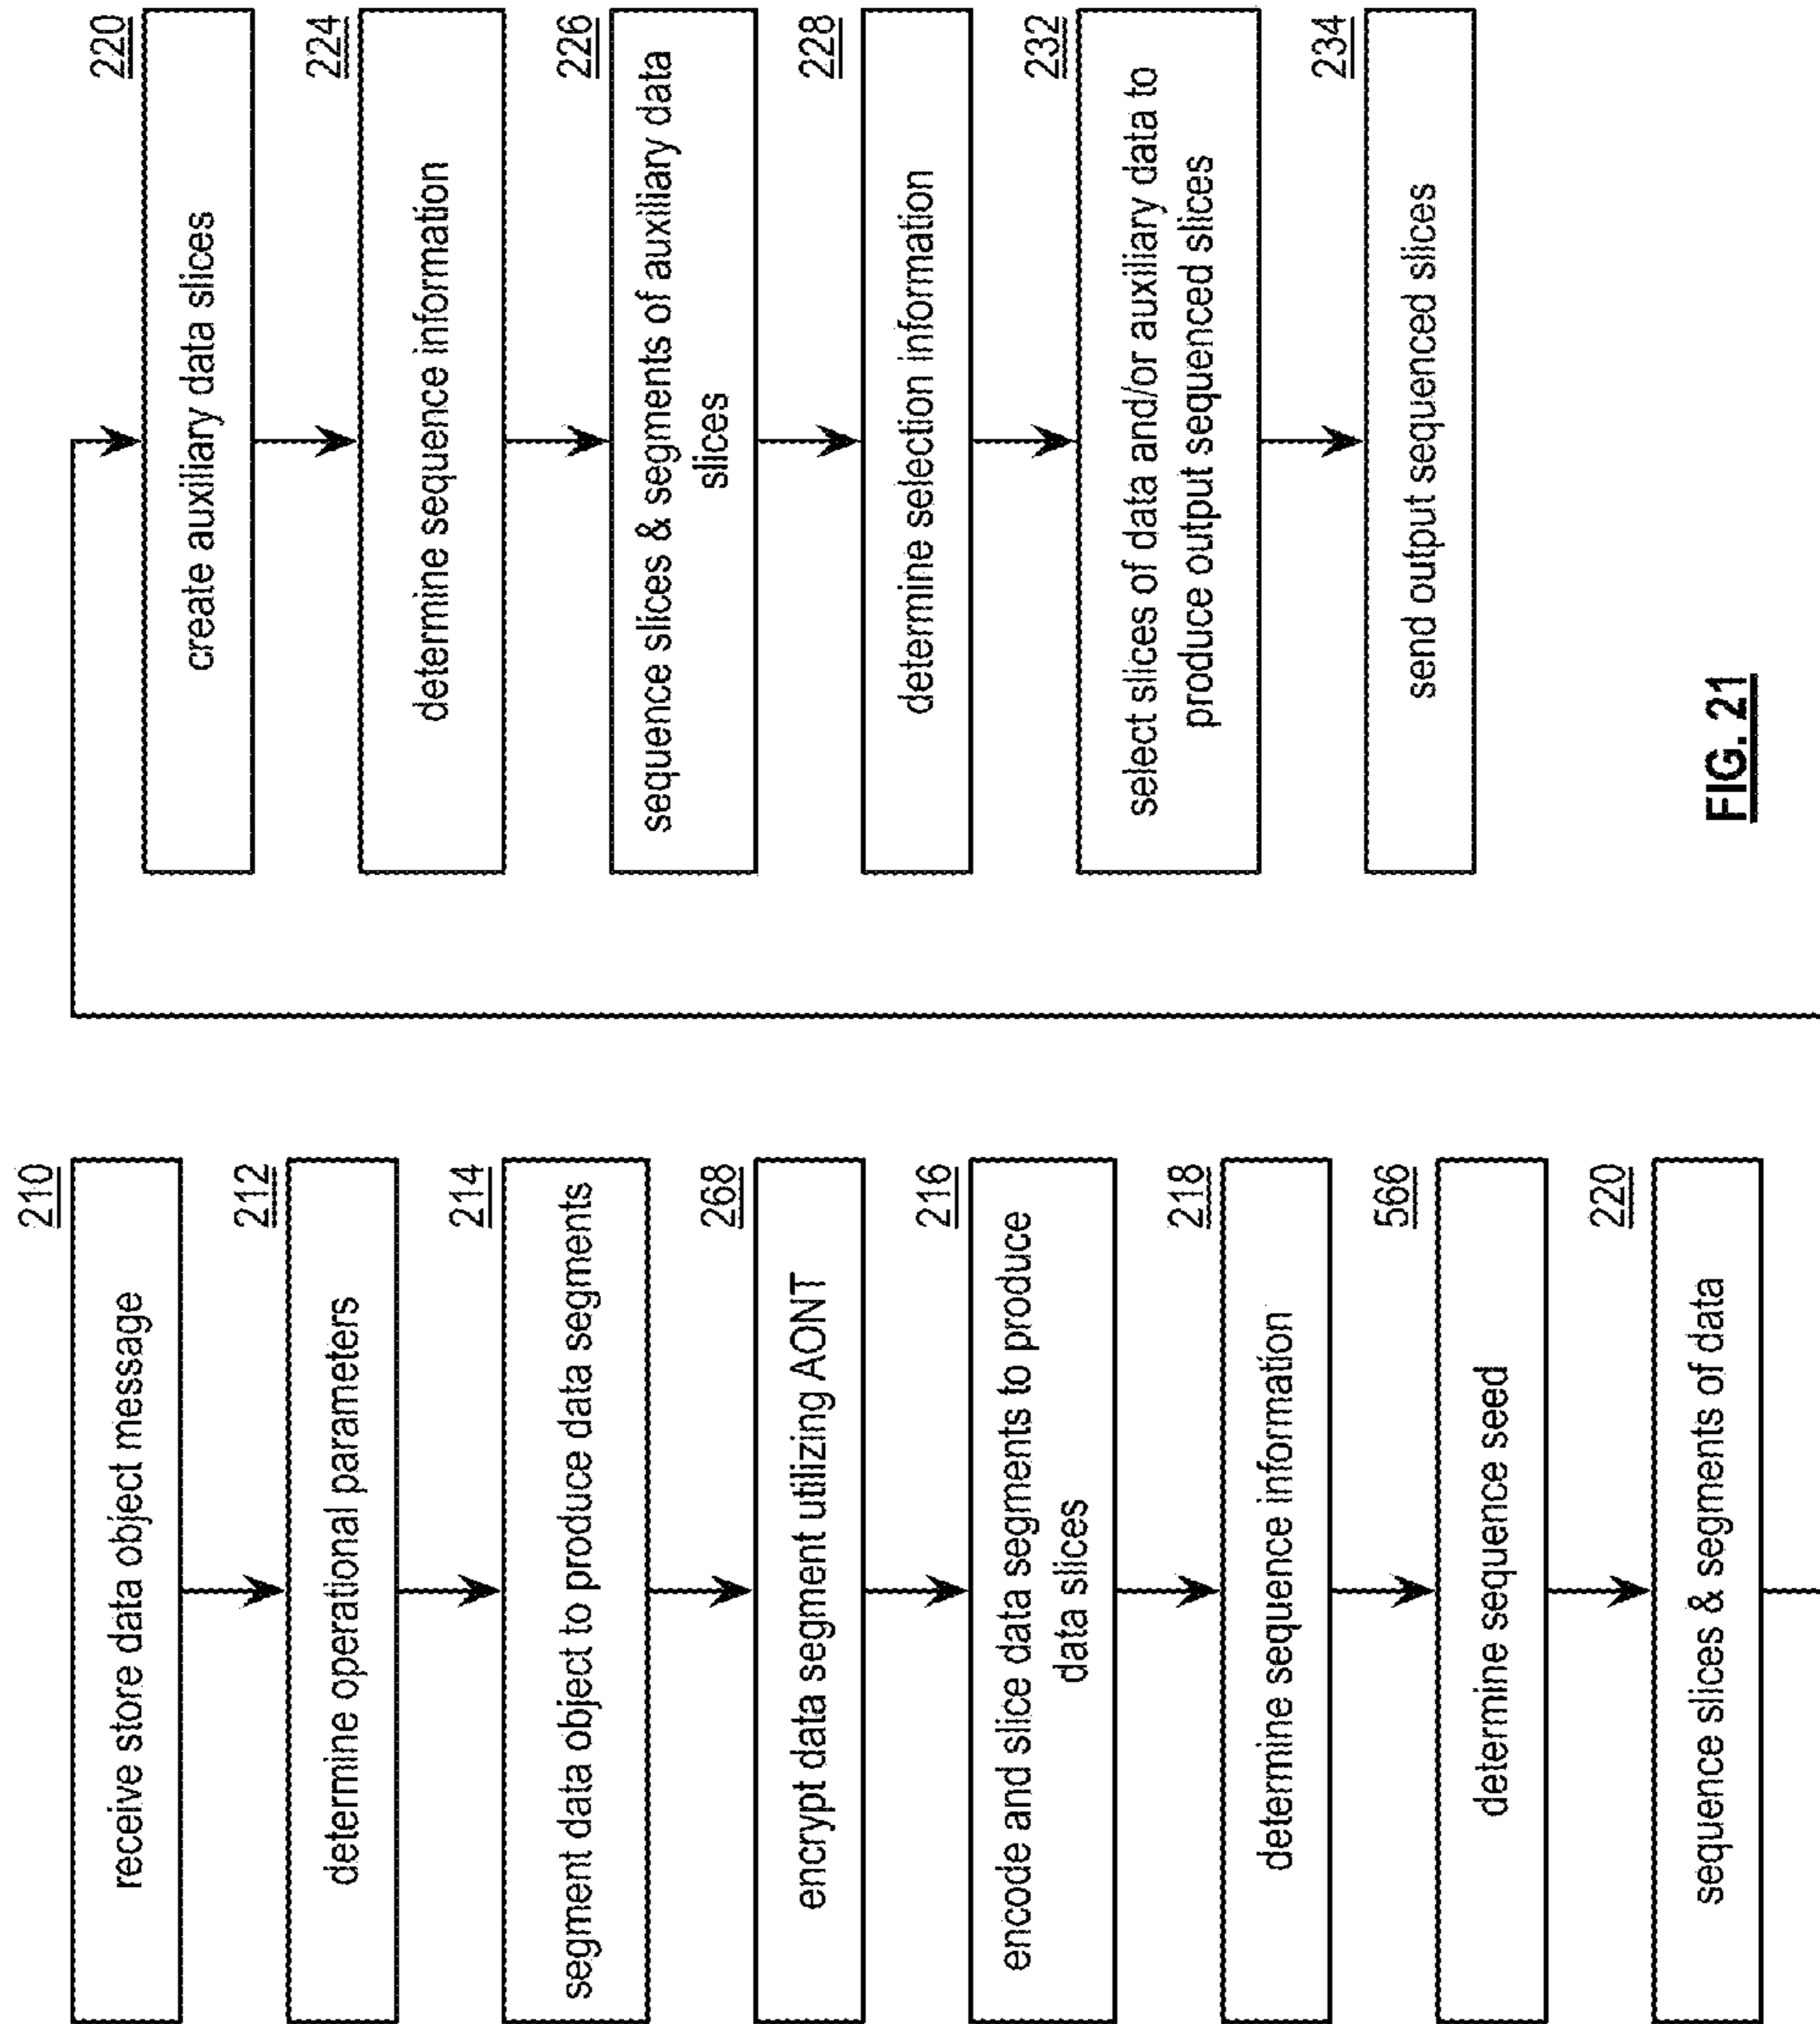 210
receive store data object message
212
determine operational parameters
214
segment data object to produce data segments
268
encrypt data segment utilizing AONT
216
encode and slice data segments to produce
data slices
218
determine sequence information
566
determine sequence seed
220
sequence slices & segments of data
220
create auxiliary data slices
224
determine sequence information
226
sequence slices & segments of auxiliary data
slices
228
determine selection information
232
select slices of data and/or auxiliary data to
produce output sequenced slices
234
send output sequenced slices
FIG. 21